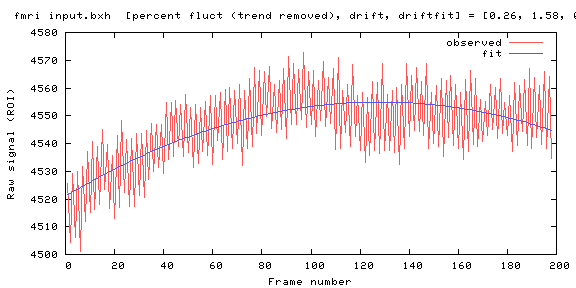 fmri input.bxh [percent fluct (trend removed), drift, driftfit] = [0.26, 1.58, 0
observed
fit
4580
4570
4560
4550
4540
4530
4520
4510
4500
Raw signal (ROI)
0 20 40 60 80 100 120 140 160 180 200
Frame number